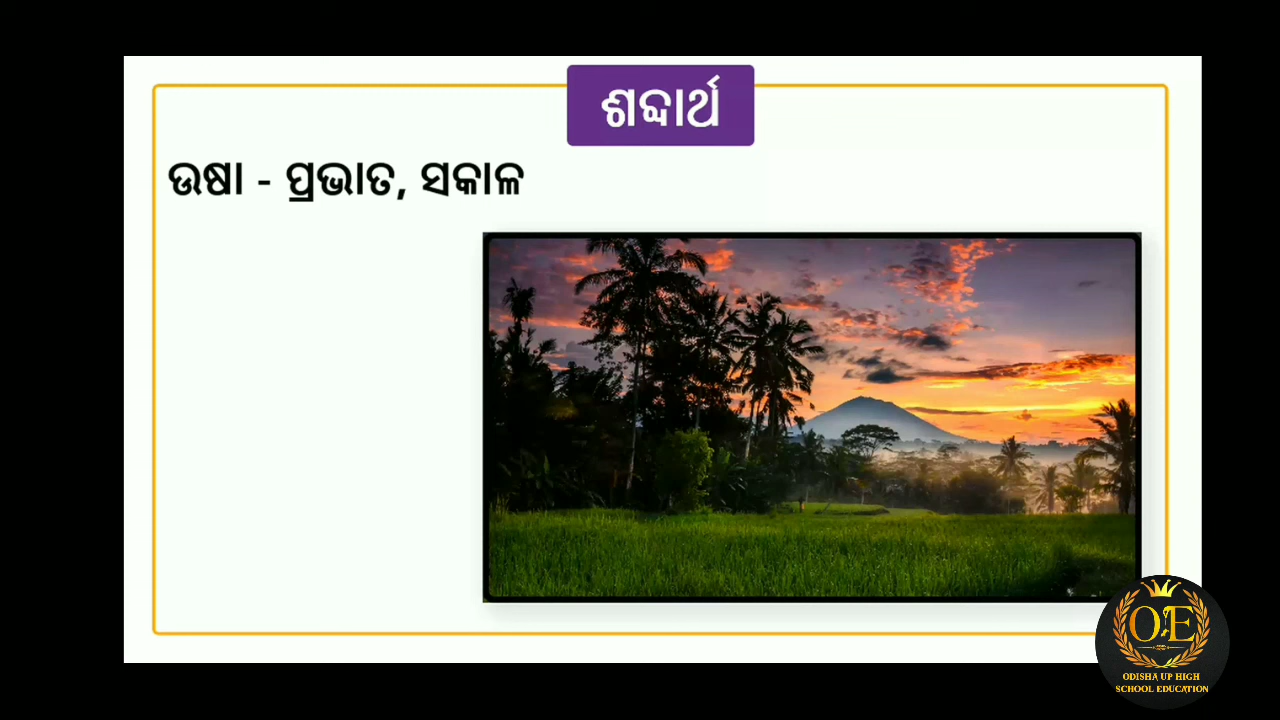 ଶବ୍ଦାର୍ଥ
ଉଷା - ପ୍ରଭାତ, ସକାଳ
OE
ODISHA UP HIGH
SCHOOL EDUCATION